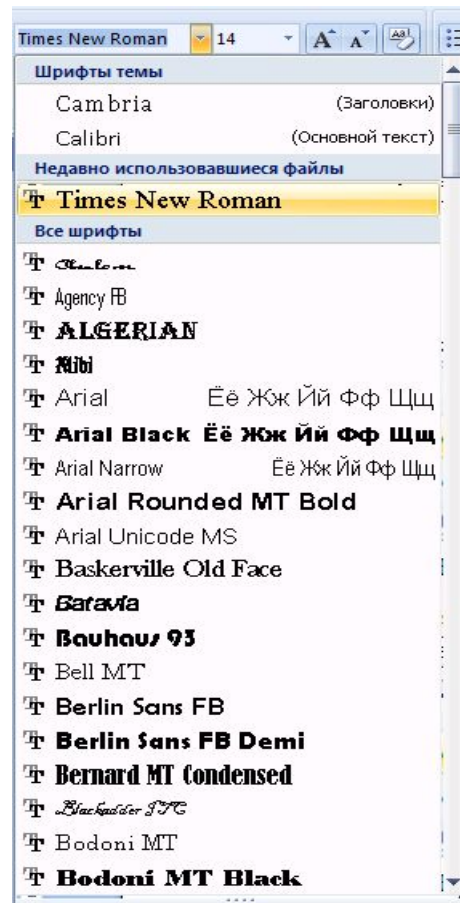 Times New Roman 14 A A Aa
Шрифты темы
Cambria (Заголовки)
Calibri (Основной текст)
Недавно использовавшиеся файлы
Times New Roman
Все шрифты
Agency FB
ALGERIAN
Alibi
Arial Ёё Жж Йй Фф Щщ
Arial Black Ёё Жж Йй Фф Щщ
Arial Narrow Ёё Жж Йй Фф Щщ
Arial Rounded MT Bold
Arial Unicode MS
Baskerville Old Face
Batavia
Bauhaus 93
Bell MT
Berlin Sans FB
Berlin Sans FB Demi
Bernard MT Condensed
Blackadder ITC
Bodoni MT
Bodoni MT Black